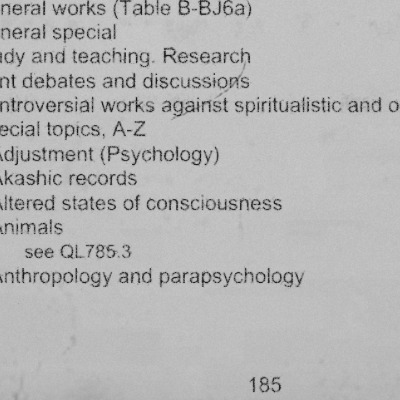 neral works (Table B-BJ6a)
neral special
udy and teaching. Research
nt debates and discussions
ntroversial works against spiritualistic and o
ecial topics, A-Z
Adjustment (Psychology)
Akashic records
Altered states of consciousness
Animals
see QL785.3
Anthropology and parapsychology
185